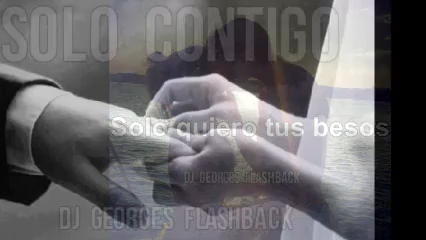 SOLO CONTIGO
Solo quiero tus besos
DJ GEORGES FLASHBACK
DJ GEORGES FLASHBACK